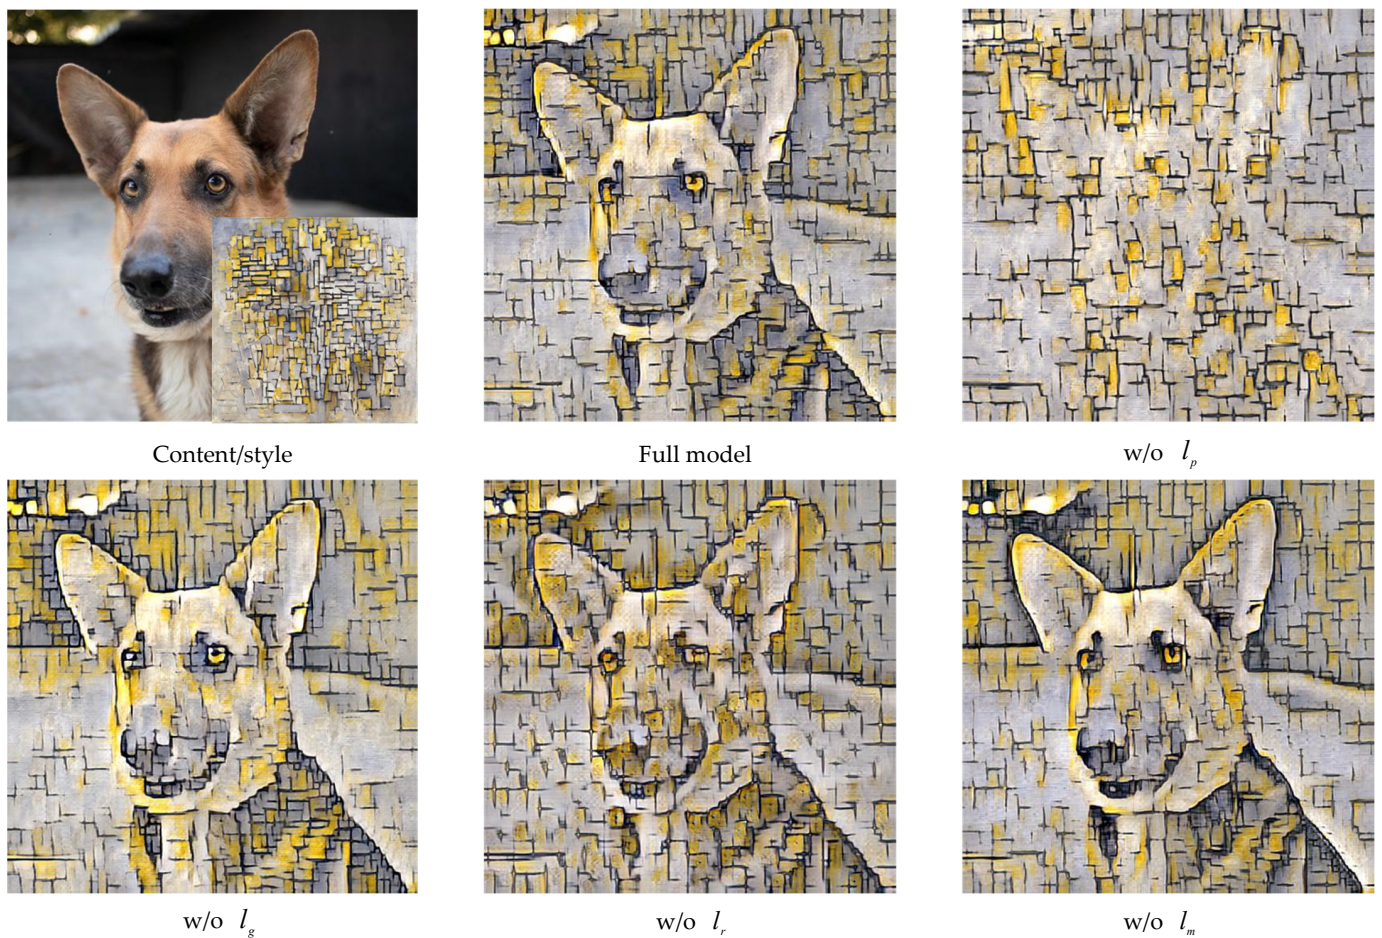 Content/style
Full model
w/o l_p
w/o l_g
w/o l_r
w/o l_m